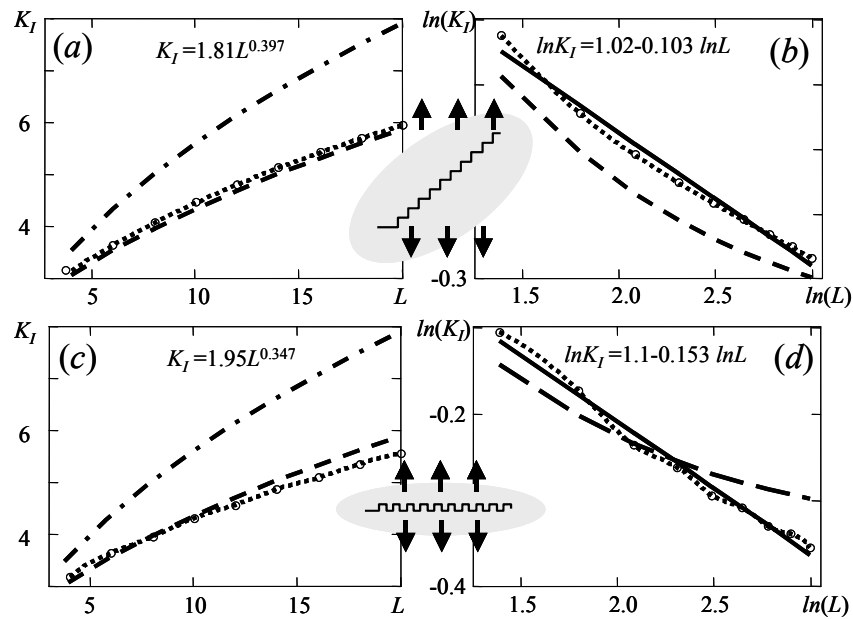 K_I
(a)
K_I=1.81L^0.397
6
4
5
10
15
L
ln(K_I)
lnK_I=1.02-0.103 lnL
(b)
-0.3
1.5
2.0
2.5
ln(L)
K_I
(c)
K_I=1.95L^0.347
6
4
5
10
15
L
ln(K_I)
lnK_I=1.1-0.153 lnL
(d)
-0.2
-0.4
1.5
2.0
2.5
ln(L)